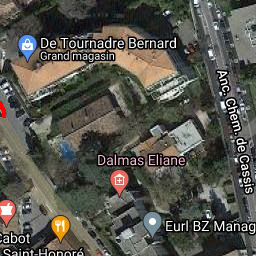 De Tournadre Bernard
Grand magasin
Anc. Chem. de Cassis
Dalmas Eliane
Eurl BZ Manag
Cabot
Saint-Honoré